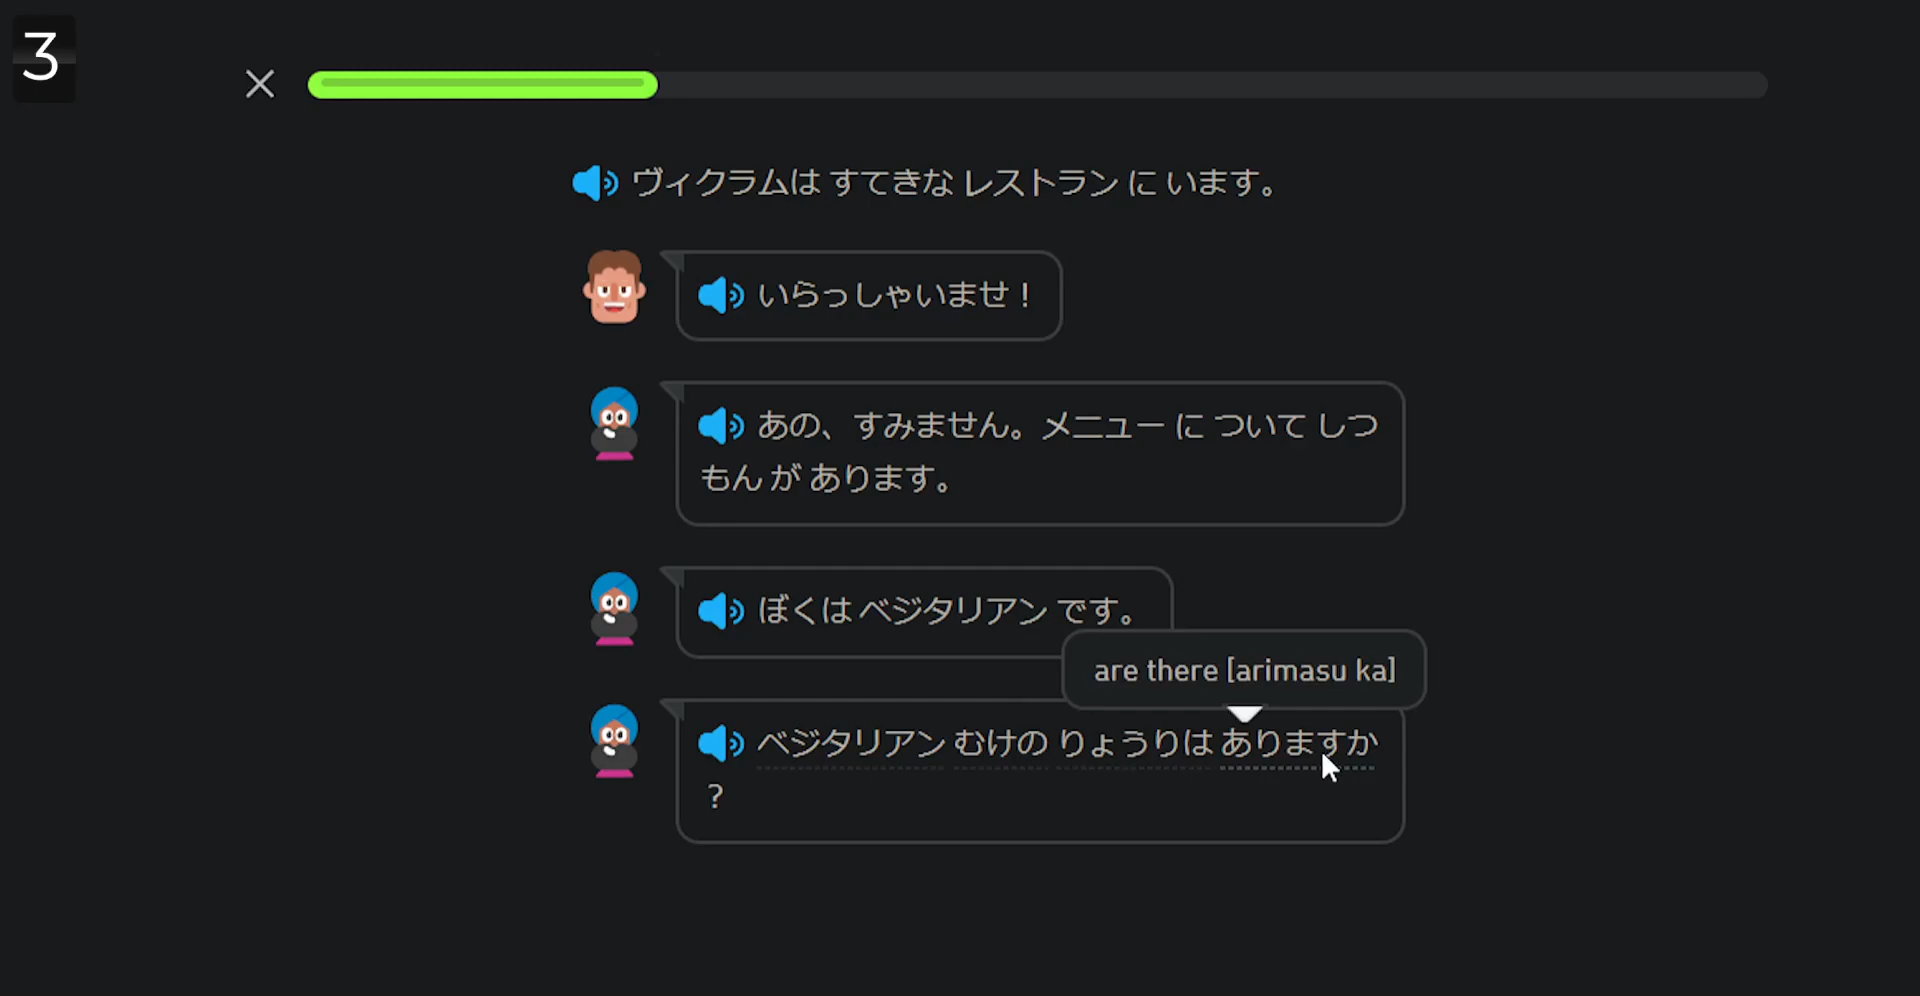 3
ヴィクラムは すてきな レストラン に います。
いらっしゃいませ！
あの、すみません。メニュー に ついて しつ
もん が あります。
ぼくは ベジタリアン です。
are there [arimasu ka]
ベジタリアン むけの りょうりは ありますか
？